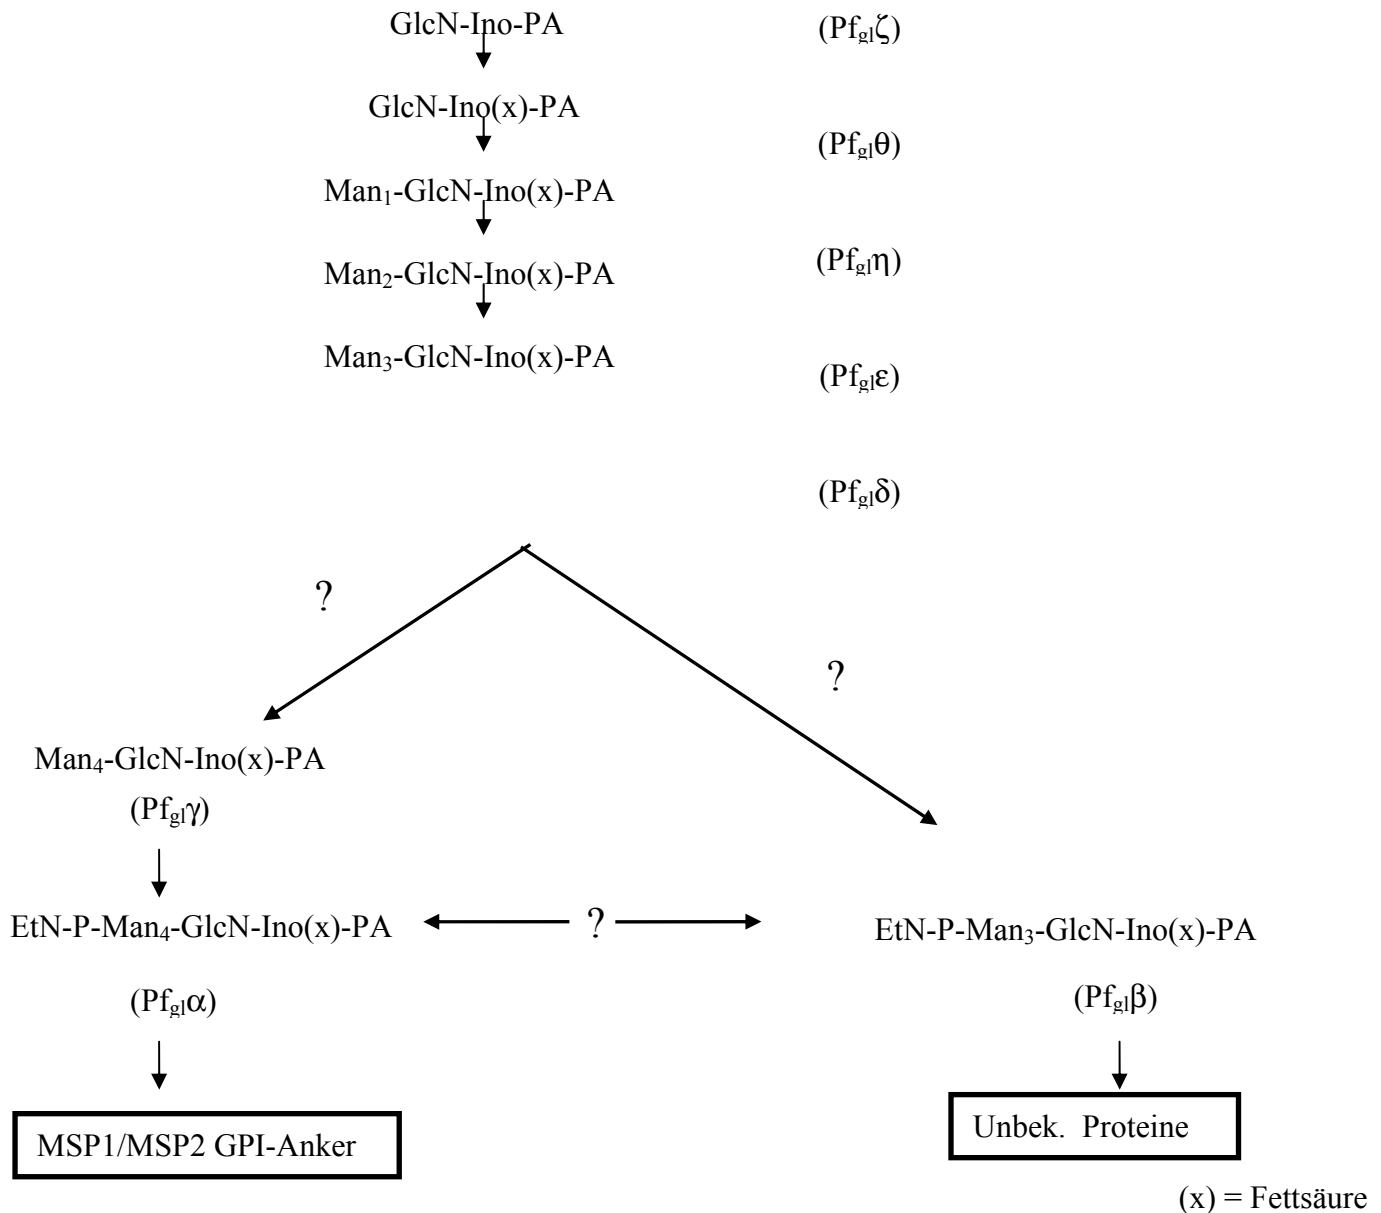 GlcN-Ino-PA (Pfglζ)
GlcN-Ino(x)-PA
(Pfglθ)
Man1-GlcN-Ino(x)-PA
(Pfglη)
Man2-GlcN-Ino(x)-PA
Man3-GlcN-Ino(x)-PA
(Pfglε)
(Pfglδ)
?
?
Man4-GlcN-Ino(x)-PA
(Pfglγ)
EtN-P-Man4-GlcN-Ino(x)-PA ? EtN-P-Man3-GlcN-Ino(x)-PA
(Pfglα) (Pfglβ)
MSP1/MSP2 GPI-Anker Unbek. Proteine
(x) = Fettsäure